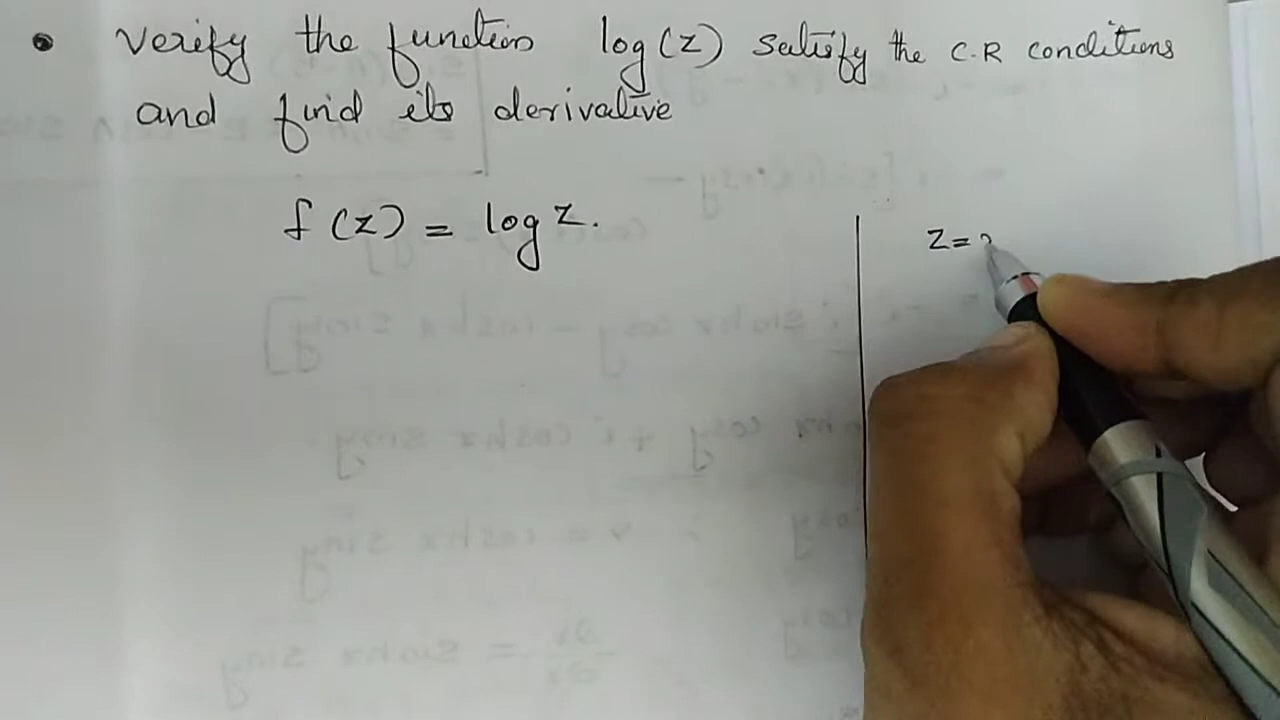 • Verify the function log(z) satisfy the C.R conditions
and find its derivative
f(z) = log z.
z =